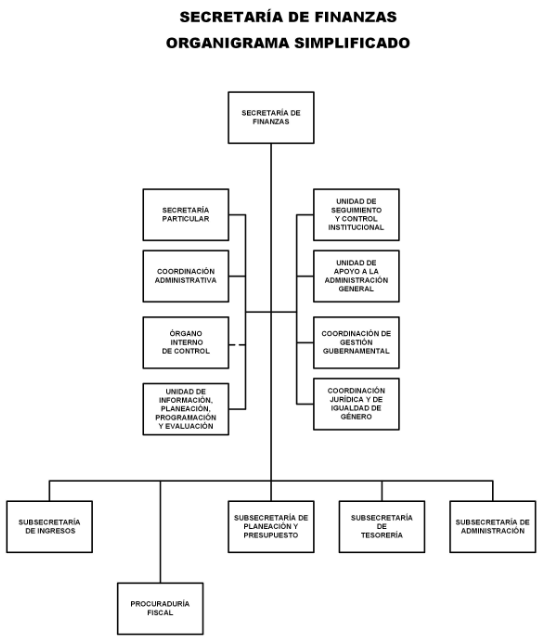 SECRETARÍA DE FINANZAS
ORGANIGRAMA SIMPLIFICADO
SECRETARÍA DE
FINANZAS
SECRETARÍA
PARTICULAR
UNIDAD DE
SEGUIMIENTO
Y CONTROL
INSTITUCIONAL
COORDINACIÓN
ADMINISTRATIVA
UNIDAD DE
APOYO A LA
ADMINISTRACIÓN
GENERAL
ÓRGANO
INTERNO
DE CONTROL
COORDINACIÓN DE
GESTIÓN
GUBERNAMENTAL
UNIDAD DE
INFORMACIÓN,
PLANEACIÓN,
PROGRAMACIÓN
Y EVALUACIÓN
COORDINACIÓN
JURÍDICA Y DE
IGUALDAD DE
GÉNERO
SUBSECRETARÍA
DE INGRESOS
SUBSECRETARÍA DE
PLANEACIÓN Y
PRESUPUESTO
SUBSECRETARÍA
DE
TESORERÍA
SUBSECRETARÍA DE
ADMINISTRACIÓN
PROCURADURÍA
FISCAL